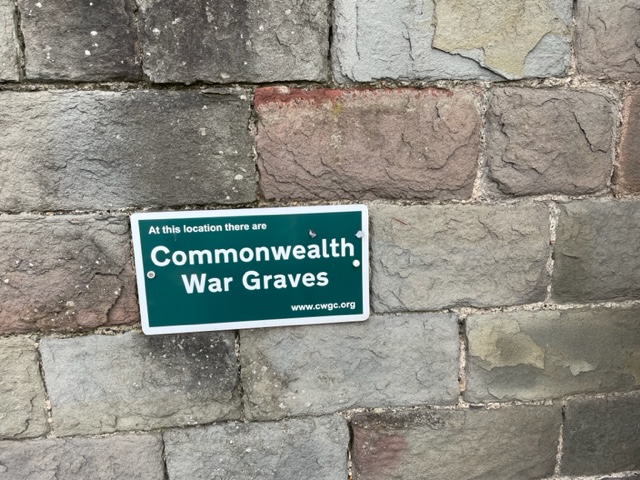 At this location there are
Commonwealth
War Graves
www.cwgc.org